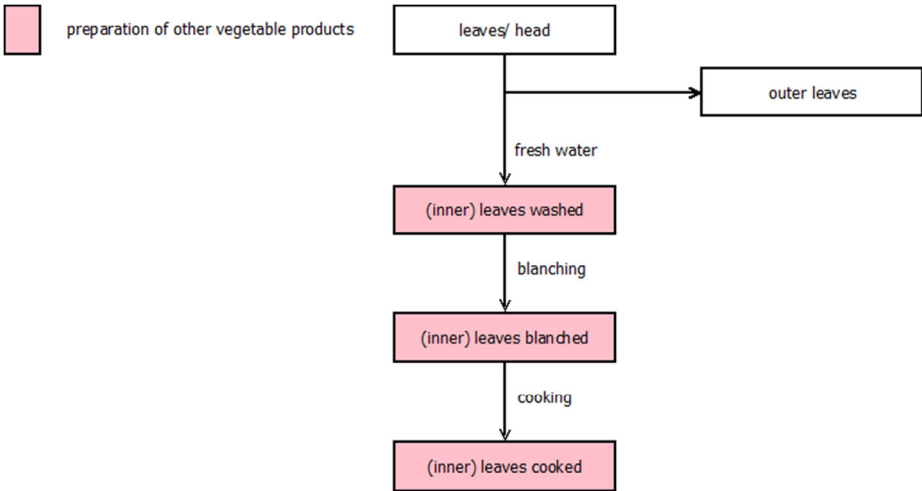 preparation of other vegetable products
leaves/ head
outer leaves
fresh water
(inner) leaves washed
blanching
(inner) leaves blanched
cooking
(inner) leaves cooked